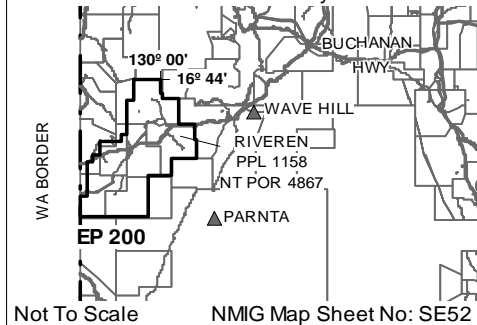 BUCHANAN
HWY
130º 00'
16º 44'
WAVE HILL
RIVEREN
PPL 1158
NT POR 4867
WA BORDER
PARNTA
EP 200
Not To Scale
NMIG Map Sheet No: SE52